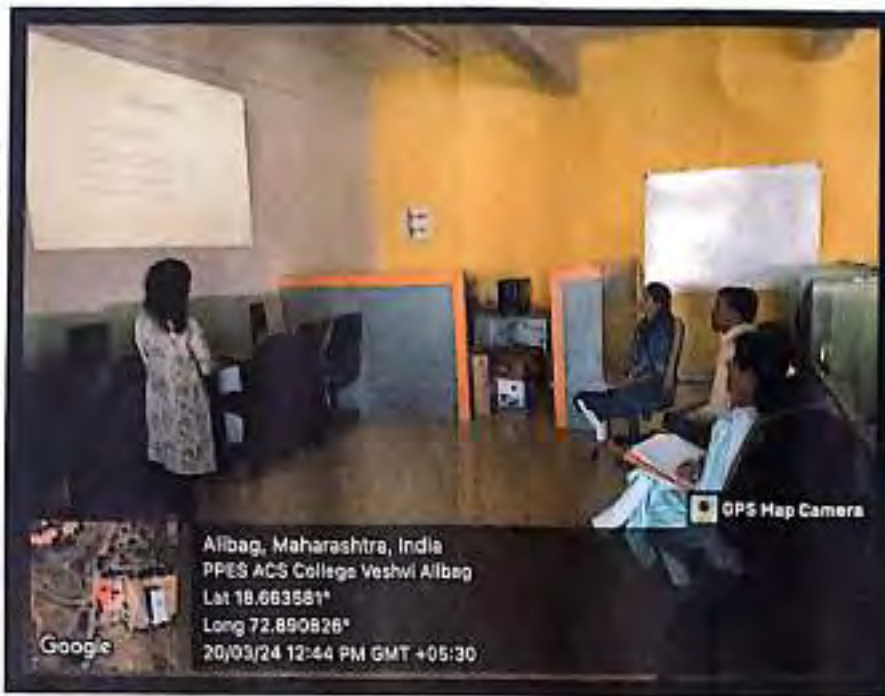 GPS Map Camera
Alibag, Maharashtra, India
PPES ACS College Veshvi Alibag
Lat 18.663581°
Long 72.890826°
20/03/24 12:44 PM GMT +05:30
Google